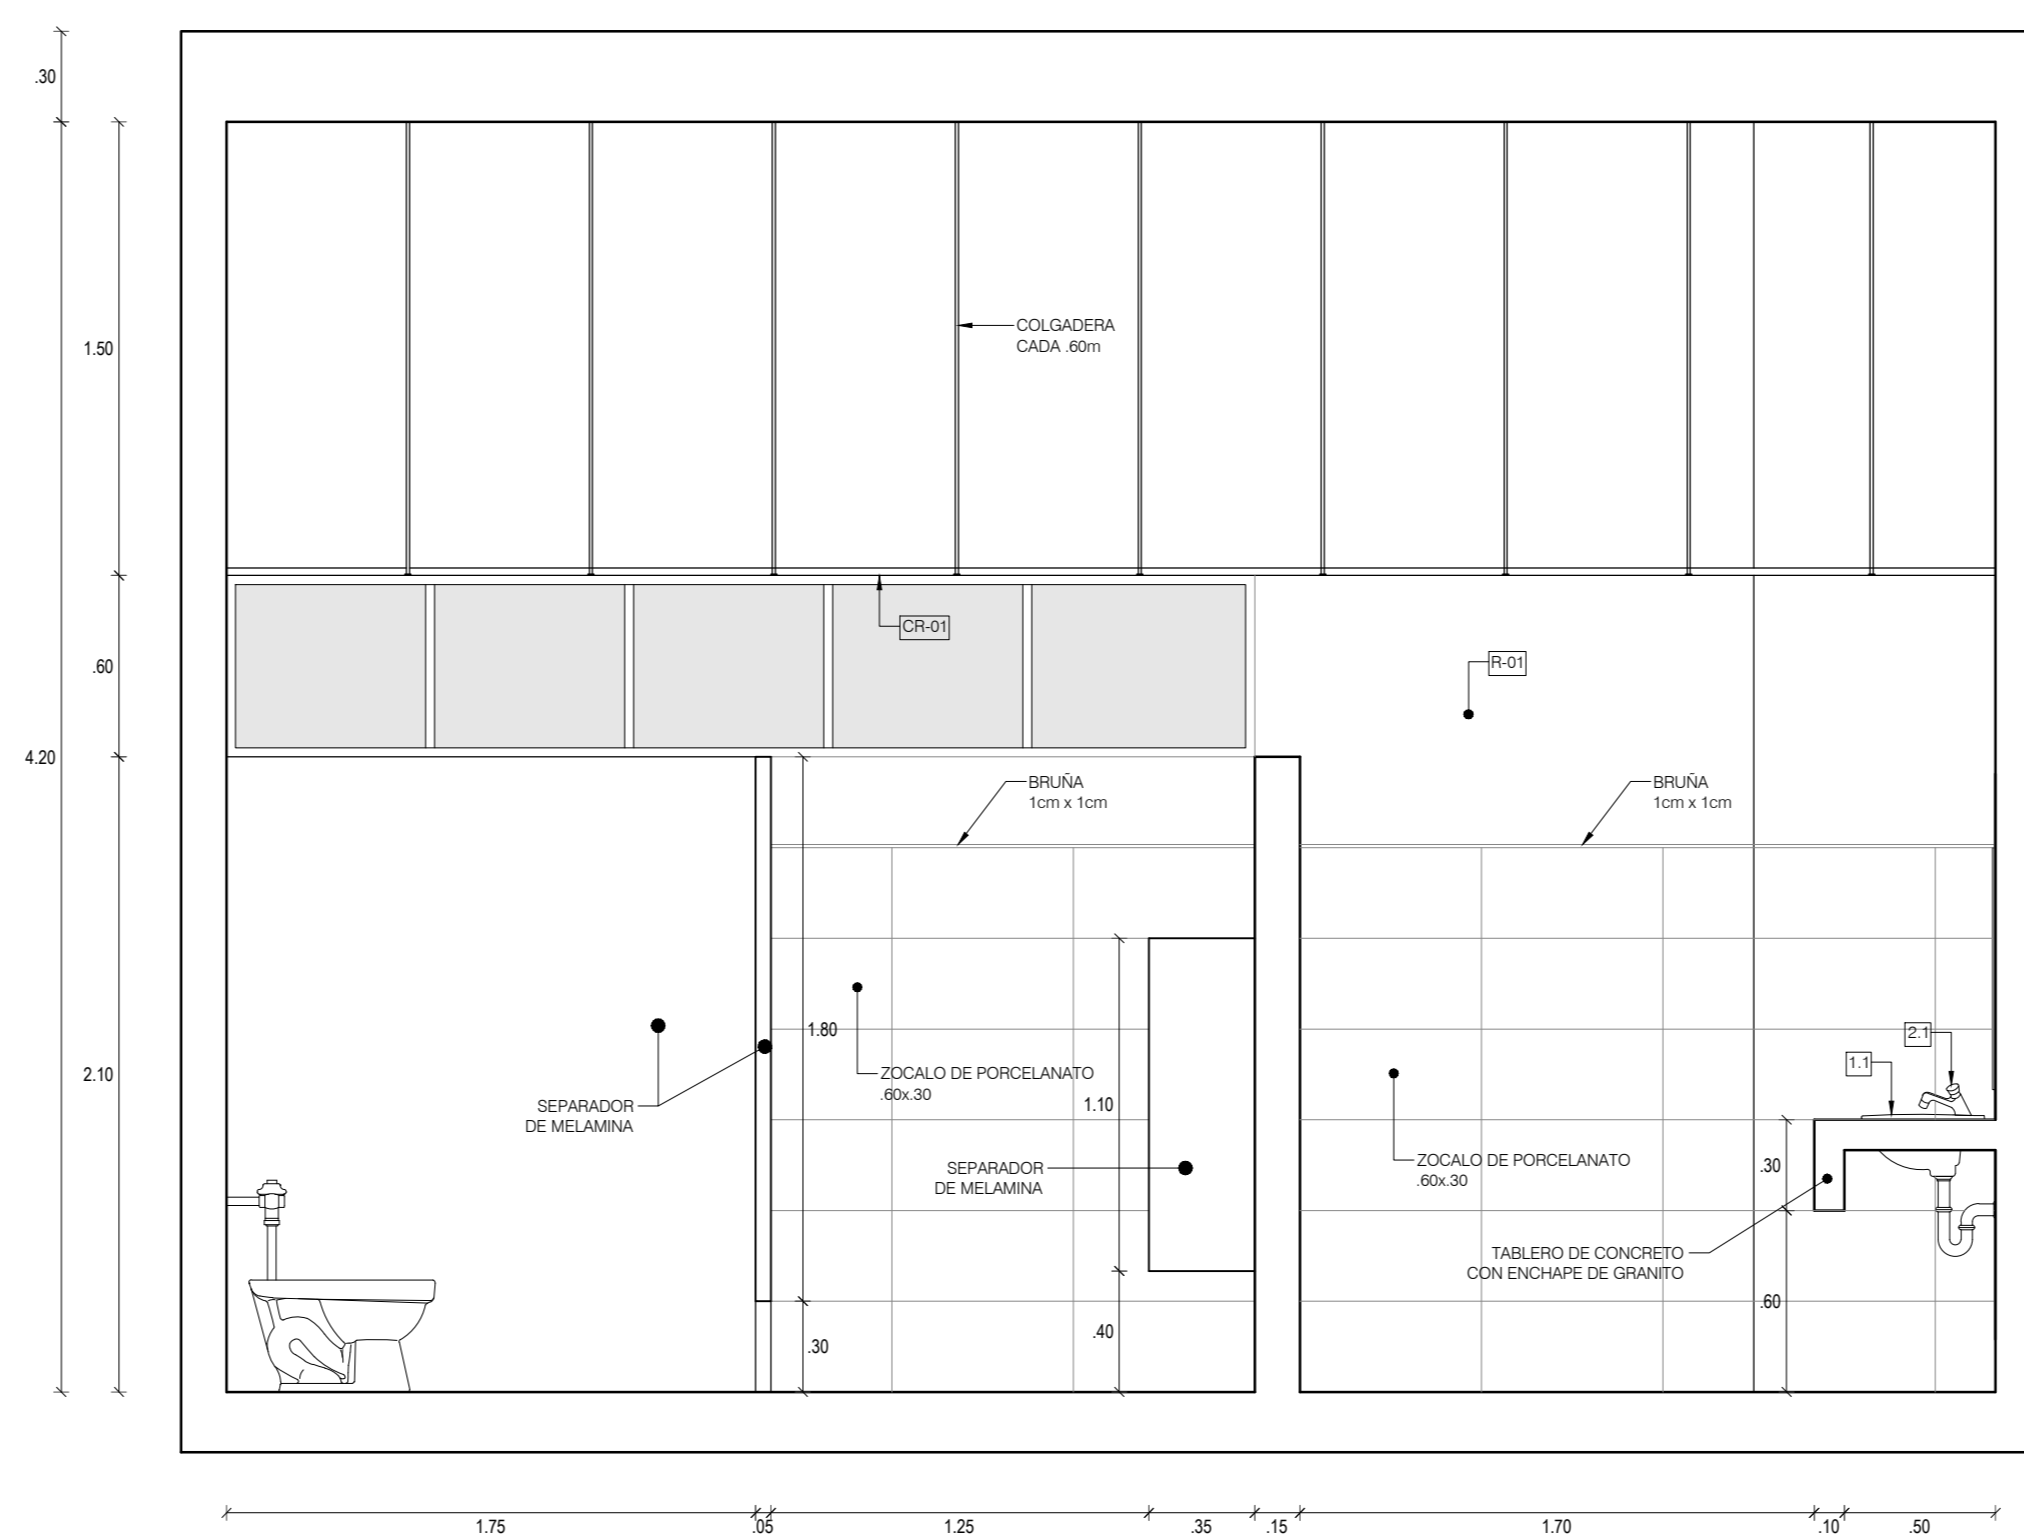 .30
1.50
COLGADERA
CADA .60m
CR-01
.60
R-01
4.20
BRUÑA
1cm x 1cm
BRUÑA
1cm x 1cm
1.80
2.1
1.1
2.10
ZOCALO DE PORCELANATO
.60x.30
SEPARADOR
DE MELAMINA
1.10
SEPARADOR
DE MELAMINA
ZOCALO DE PORCELANATO
.60x.30
.30
TABLERO DE CONCRETO
CON ENCHAPE DE GRANITO
.60
.40
.30
1.75
.05
1.25
.35
.15
1.70
.10
.50